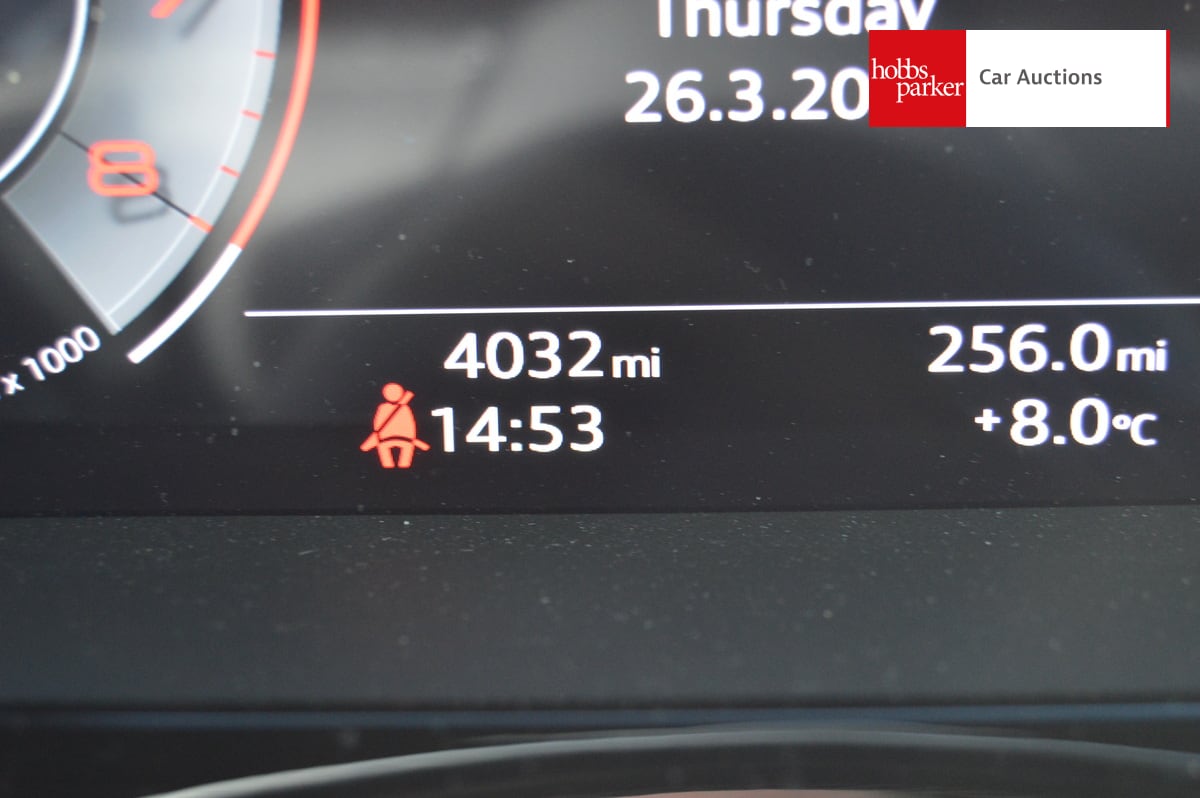 Thursday
26.3.20
hobbs
parker
Car Auctions
8
x 1000
4032 mi
256.0 mi
14:53
+8.0°C